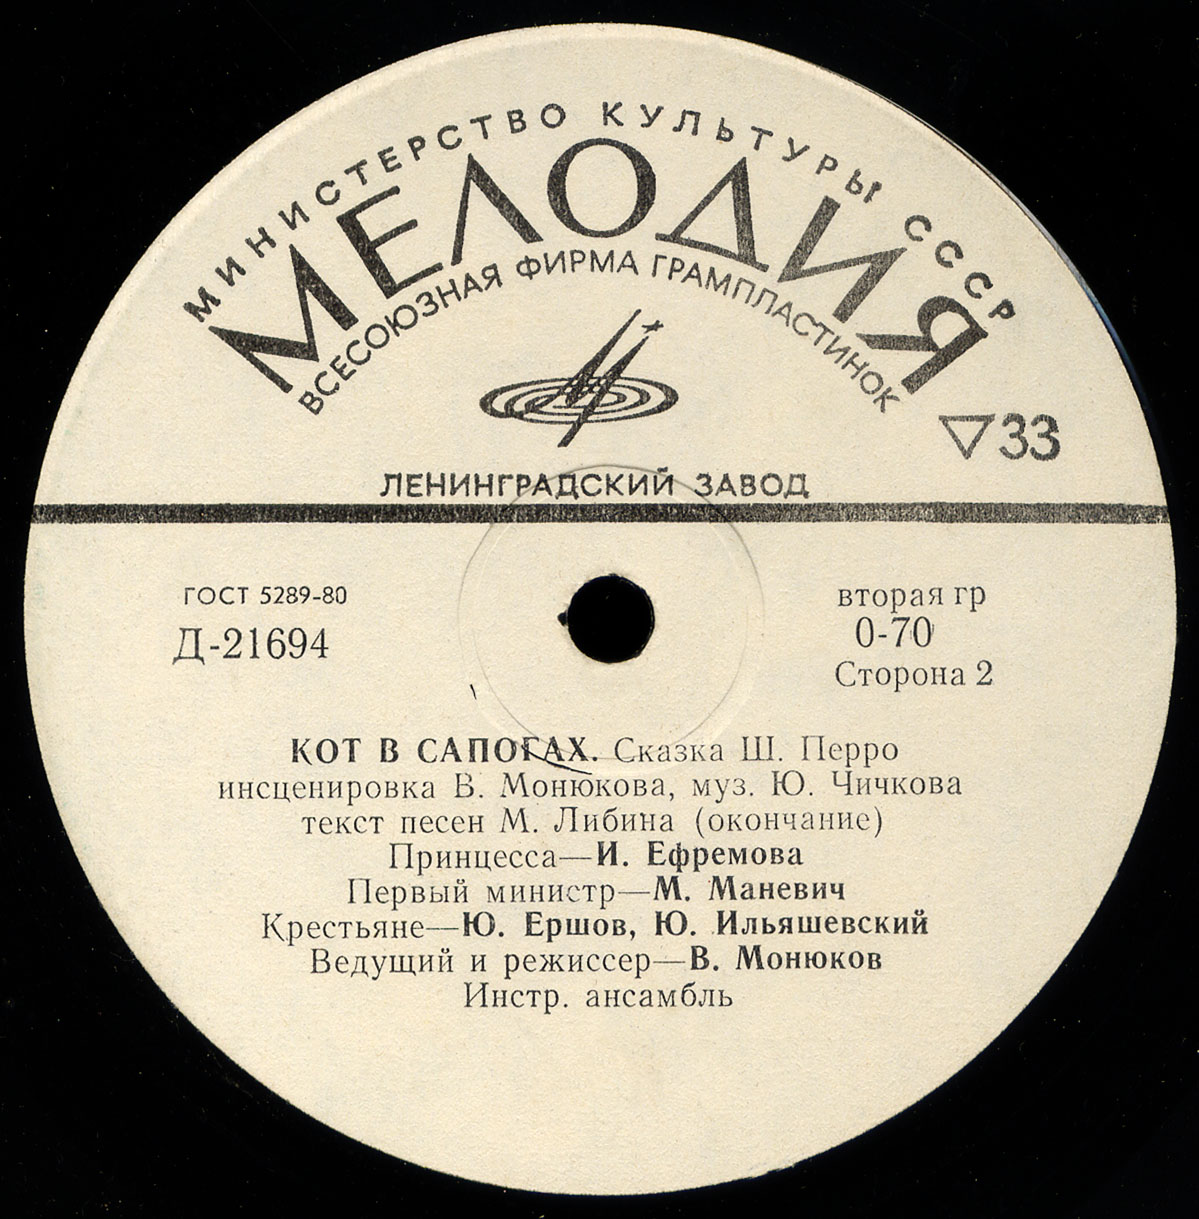 МИНИСТЕРСТВО КУЛЬТУРЫ СССР
МЕЛОДИЯ
ВСЕСОЮЗНАЯ ФИРМА ГРАМПЛАСТИНОК
33
ЛЕНИНГРАДСКИЙ ЗАВОД
ГОСТ 5289-80
Д-21694
вторая гр
0-70
Сторона 2
КОТ В САПОГАХ. Сказка Ш. Перро
инсценировка В. Монюкова, муз. Ю. Чичкова
текст песен М. Либина (окончание)
Принцесса—И. Ефремова
Первый министр—М. Маневич
Крестьяне—Ю. Ершов, Ю. Ильяшевский
Ведущий и режиссер—В. Монюков
Инстр. ансамбль